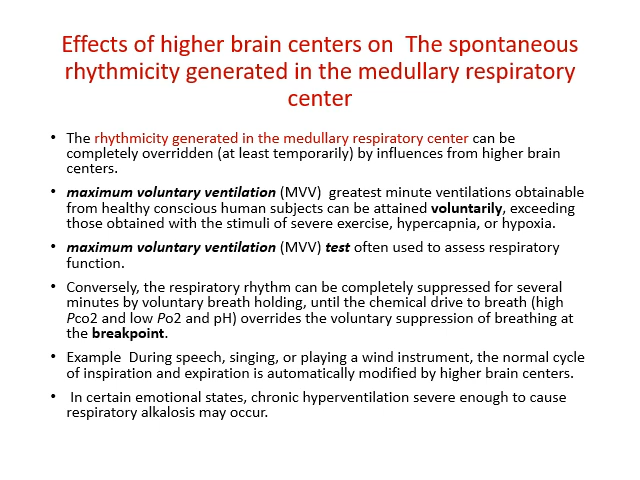 Effects of higher brain centers on  The spontaneous
rhythmicity generated in the medullary respiratory
center
• The rhythmicity generated in the medullary respiratory center can be
completely overridden (at least temporarily) by influences from higher brain
centers.
• maximum voluntary ventilation (MVV)  greatest minute ventilations obtainable
from healthy conscious human subjects can be attained voluntarily, exceeding
those obtained with the stimuli of severe exercise, hypercapnia, or hypoxia.
• maximum voluntary ventilation (MVV) test often used to assess respiratory
function.
• Conversely, the respiratory rhythm can be completely suppressed for several
minutes by voluntary breath holding, until the chemical drive to breath (high
Pco2 and low Po2 and pH) overrides the voluntary suppression of breathing at
the breakpoint.
• Example  During speech, singing, or playing a wind instrument, the normal cycle
of inspiration and expiration is automatically modified by higher brain centers.
• In certain emotional states, chronic hyperventilation severe enough to cause
respiratory alkalosis may occur.